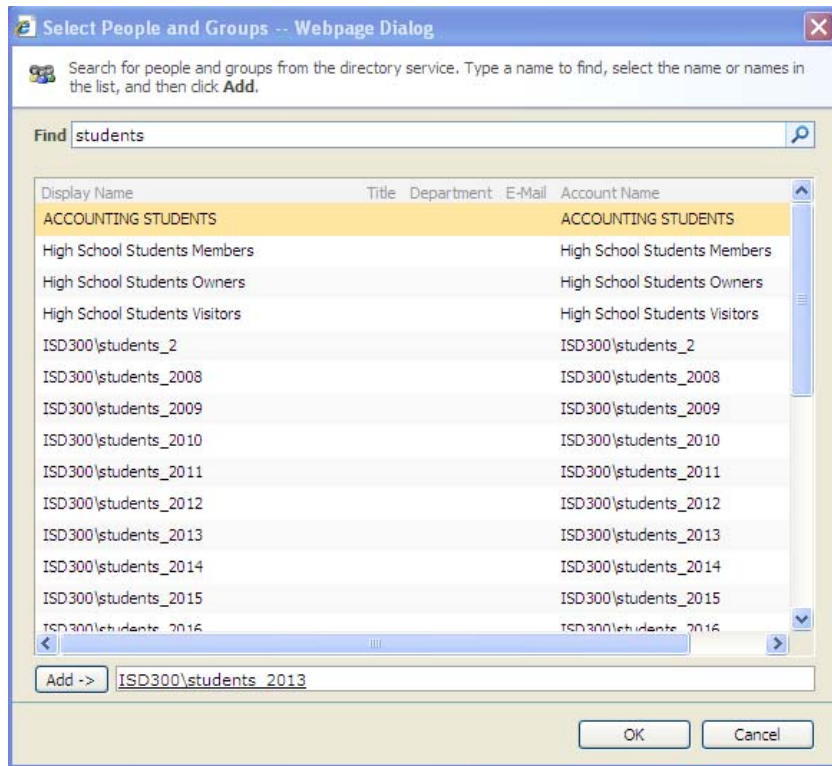 Select People and Groups -- Webpage Dialog
Search for people and groups from the directory service. Type a name to find, select the name or names in
the list, and then click Add.
Find students
Display Name Title Department E-Mail Account Name
ACCOUNTING STUDENTS ACCOUNTING STUDENTS
High School Students Members High School Students Members
High School Students Owners High School Students Owners
High School Students Visitors High School Students Visitors
ISD300\students_2 ISD300\students_2
ISD300\students_2008 ISD300\students_2008
ISD300\students_2009 ISD300\students_2009
ISD300\students_2010 ISD300\students_2010
ISD300\students_2011 ISD300\students_2011
ISD300\students_2012 ISD300\students_2012
ISD300\students_2013 ISD300\students_2013
ISD300\students_2014 ISD300\students_2014
ISD300\students_2015 ISD300\students_2015
ISD300\students_2016 ISD300\students_2016
Add -> ISD300\students_2013
OK Cancel